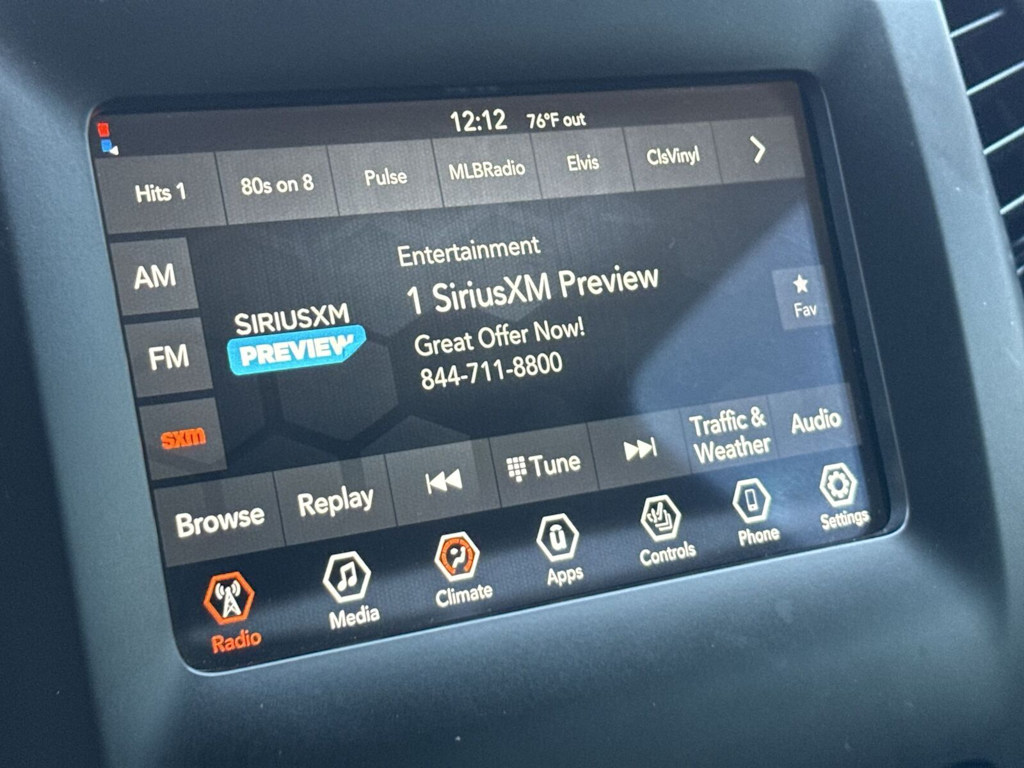 12:12 76°F out
Hits 1 80s on 8 Pulse MLBRadio Elvis ClsVinyl
AM
FM
sxm
SIRIUSXM
PREVIEW
Entertainment
1 SiriusXM Preview
Great Offer Now!
844-711-8800
Fav
Browse Replay Tune Traffic & Weather Audio
Radio Media Climate Apps Controls Phone Settings